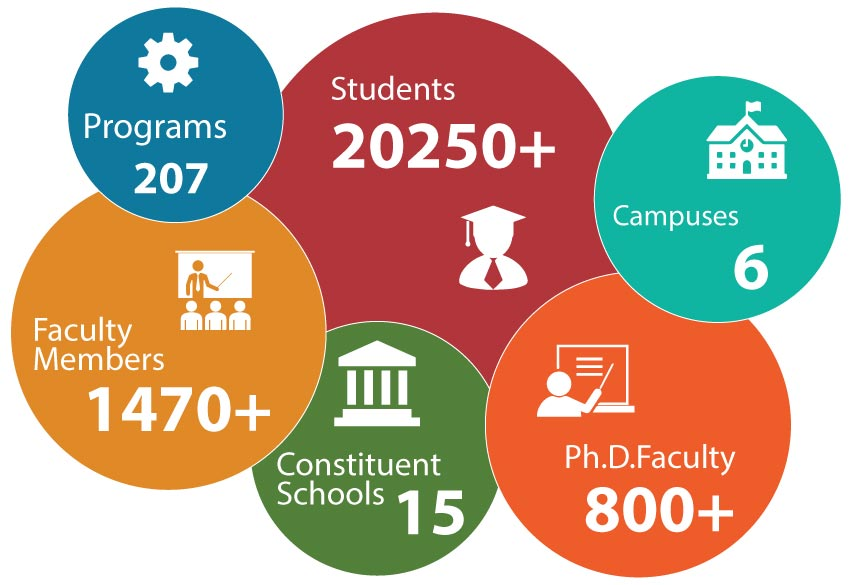 Programs
207
Students
20250+
Campuses
6
Faculty
Members
1470+
Constituent
Schools 15
Ph.D.Faculty
800+